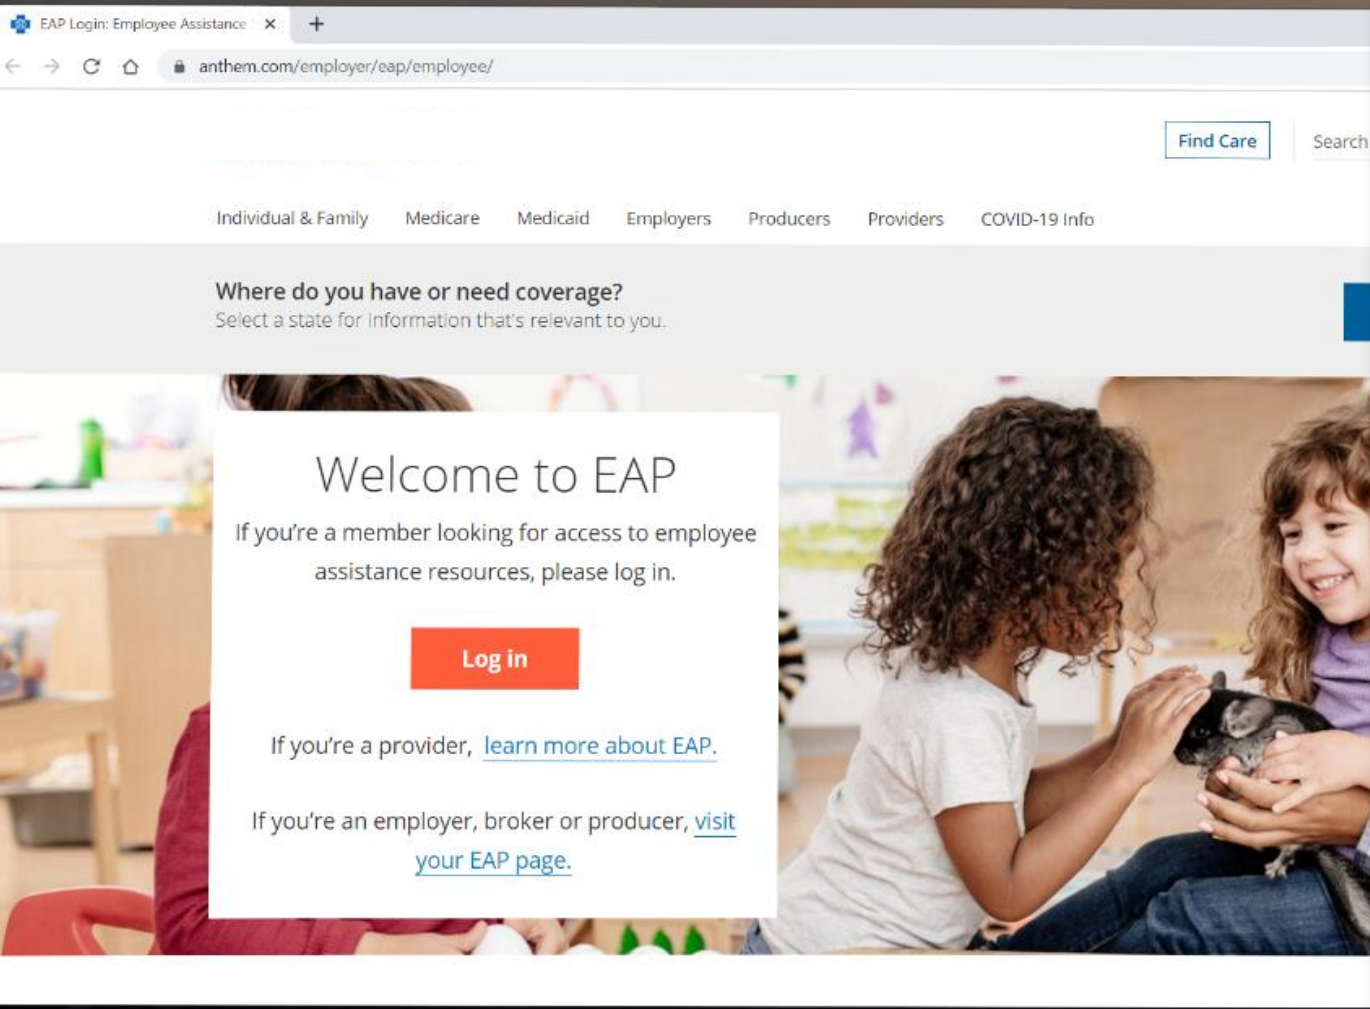 EAP Login: Employee Assistance
anthem.com/employer/eap/employee/
Find Care
Search
Individual & Family Medicare Medicaid Employers Producers Providers COVID-19 Info
Where do you have or need coverage?
Select a state for information that's relevant to you.
Welcome to EAP
If you're a member looking for access to employee
assistance resources, please log in.
Log in
If you're a provider, learn more about EAP.
If you're an employer, broker or producer, visit
your EAP page.